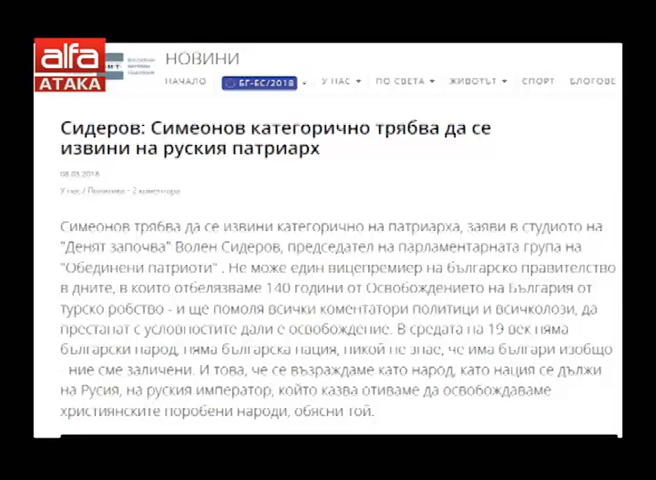 alfa
АТАКА
НОВИНИ
НАЧАЛО БГ-ЕС/2018 У НАС ПО СВЕТА ЖИВОТЪТ СПОРТ БЛОГОВЕ
Сидеров: Симеонов категорично трябва да се
извини на руския патриарх
08.03.2018
У нас / Политика - 2 коментара
Симеонов трябва да се извини категорично на патриарха, заяви в студиото на
"Денят започва" Волен Сидеров, председател на парламентарната група на
"Обединени патриоти" . Не може един вицепремиер на българско правителство
в дните, в които отбелязваме 140 години от Освобождението на България от
турско робство - и ще помоля всички коментатори политици и всичколози, да
престанат с условностите дали е освобождение. В средата на 19 век няма
български народ, няма българска нация, никой не знае, че има българи изобщо
- ние сме заличени. И това, че се възраждаме като народ, като нация се дължи
на Русия, на руския император, който казва отиваме да освобождаваме
християнските поробени народи, обясни той.